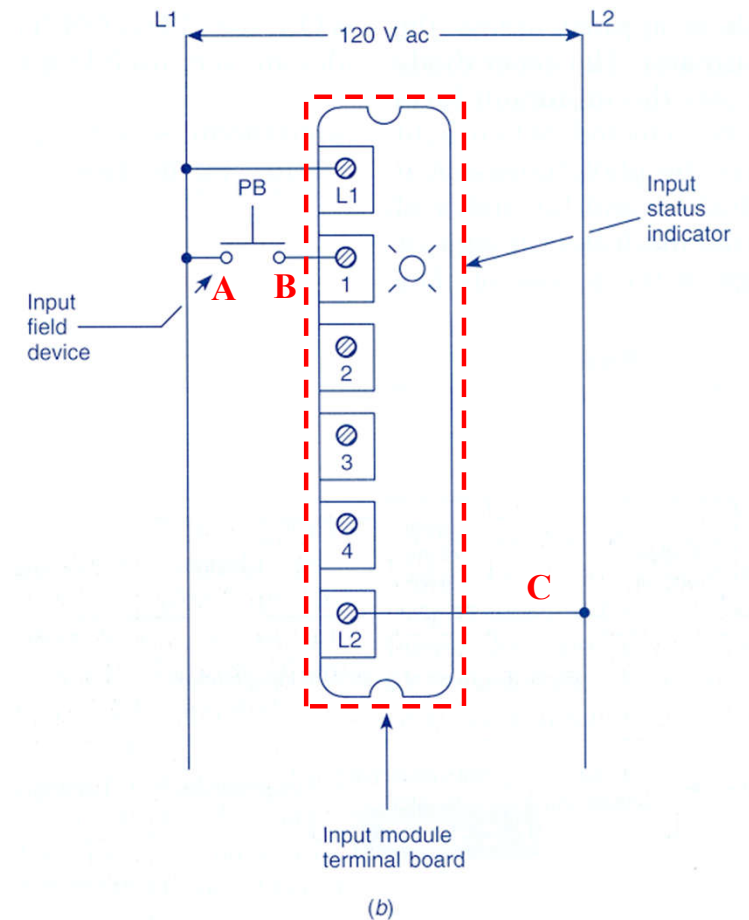 L1
L2
120 V ac
L1
PB
Input
status
indicator
A
B
1
Input
field
device
2
3
4
C
L2
Input module
terminal board
(b)